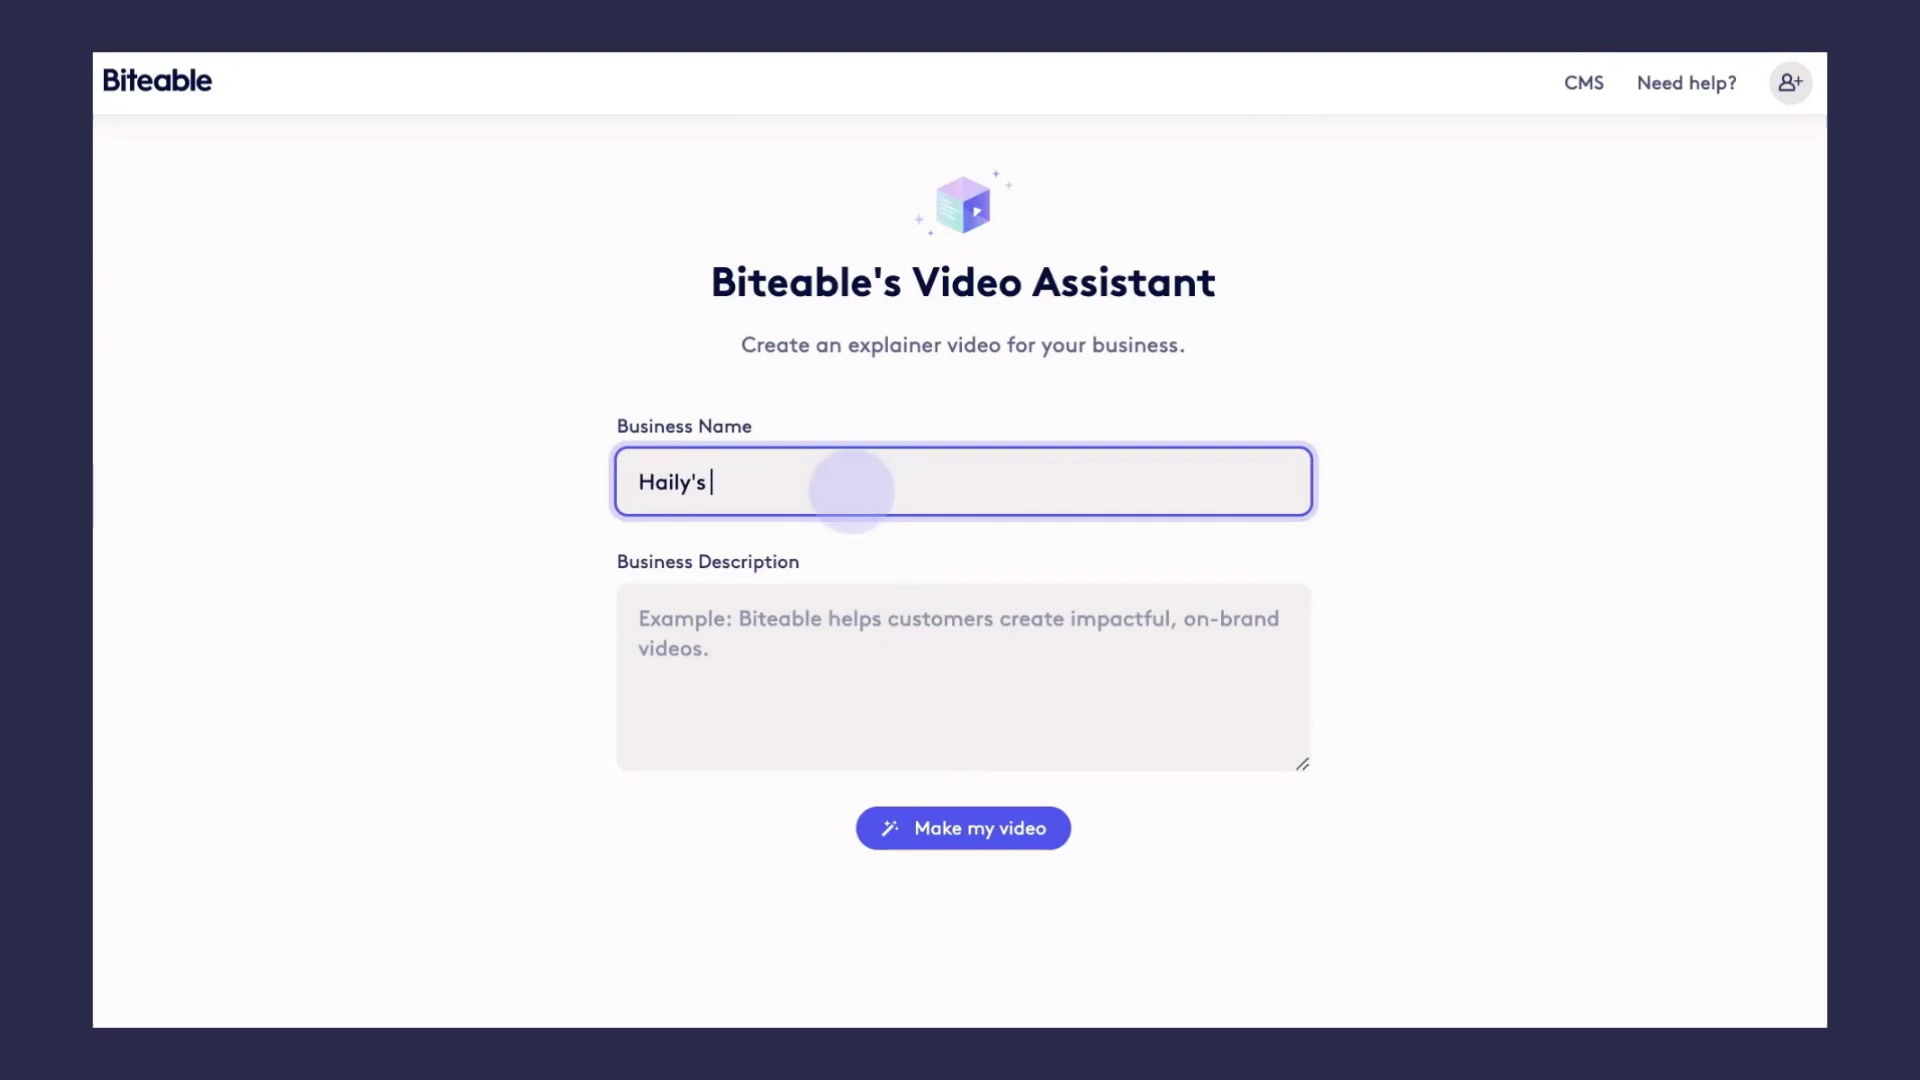 Biteable
CMS
Need help?
Biteable's Video Assistant
Create an explainer video for your business.
Business Name
Haily's
Business Description
Example: Biteable helps customers create impactful, on-brand
videos.
Make my video